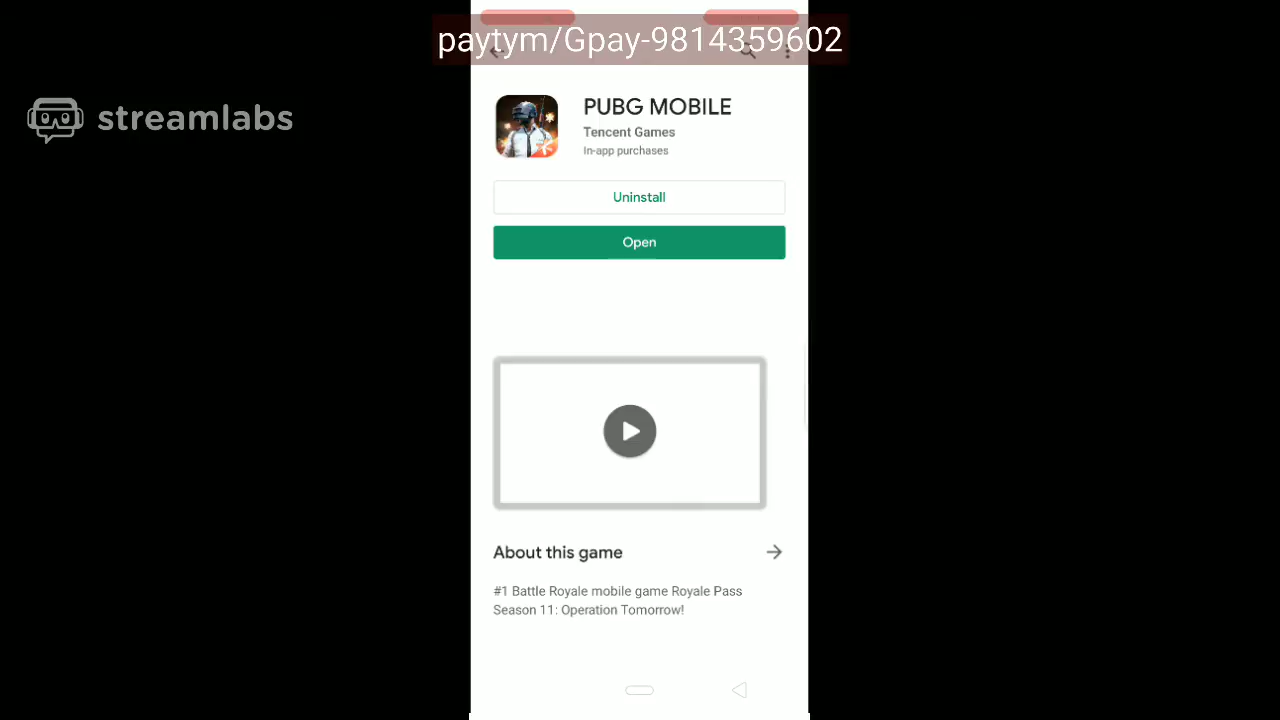 paytym/Gpay-9814359602
streamlabs
PUBG MOBILE
Tencent Games
In-app purchases
Uninstall
Open
About this game
#1 Battle Royale mobile game Royale Pass
Season 11: Operation Tomorrow!